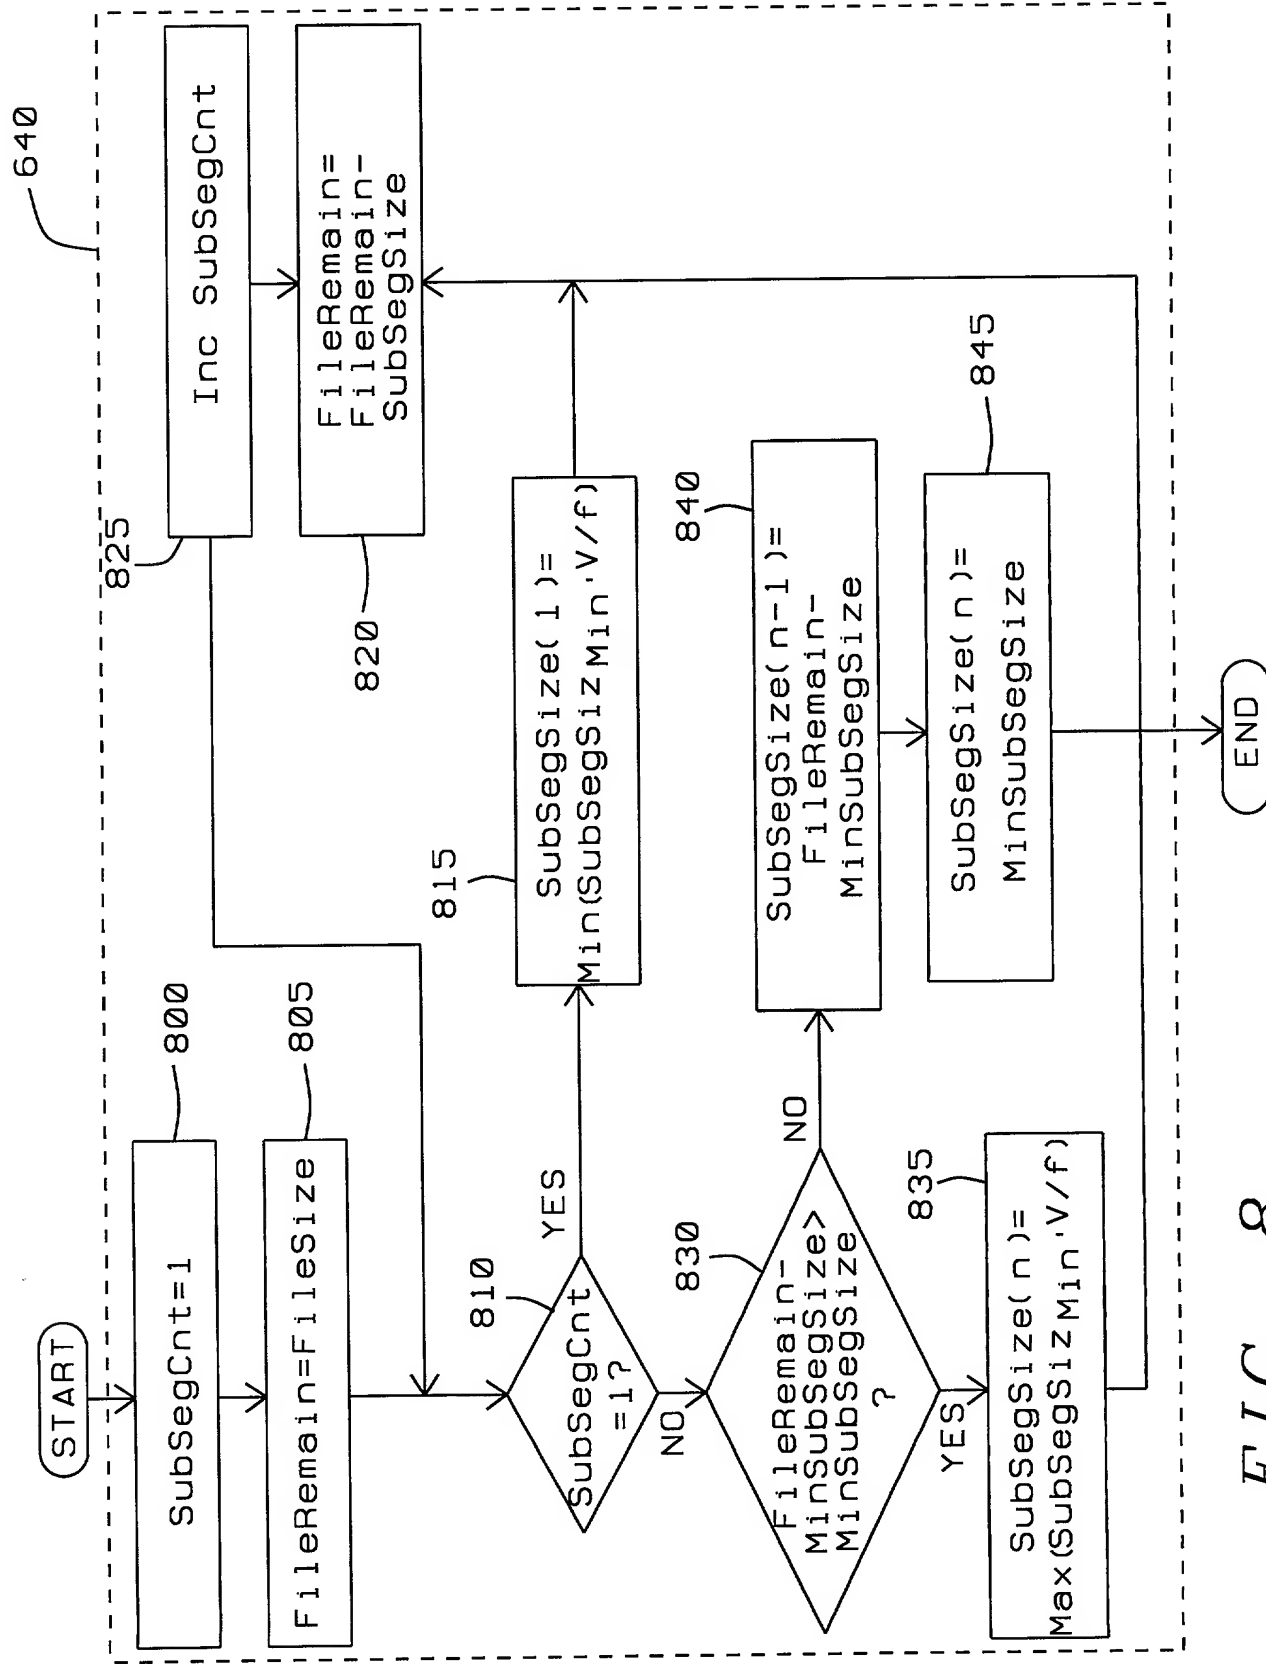 640
START
SubSegCnt=1
800
FileRemain=FileSize
805
SubSegCnt
=1?
810
YES
NO
SubSegSize(1)=
Min(SubSegSizMin'V/f)
815
FileRemain=
FileRemain-
SubSegSize
820
Inc SubSegCnt
825
FileRemain-
MinSubSegSize>
MinSubSegSize
?
830
NO
YES
SubSegSize(n)=
Max(SubSegSizMin'V/f)
835
SubSegSize(n-1)=
FileRemain-
MinSubSegSize
840
SubSegSize(n)=
MinSubSegSize
845
END
FIG. 8